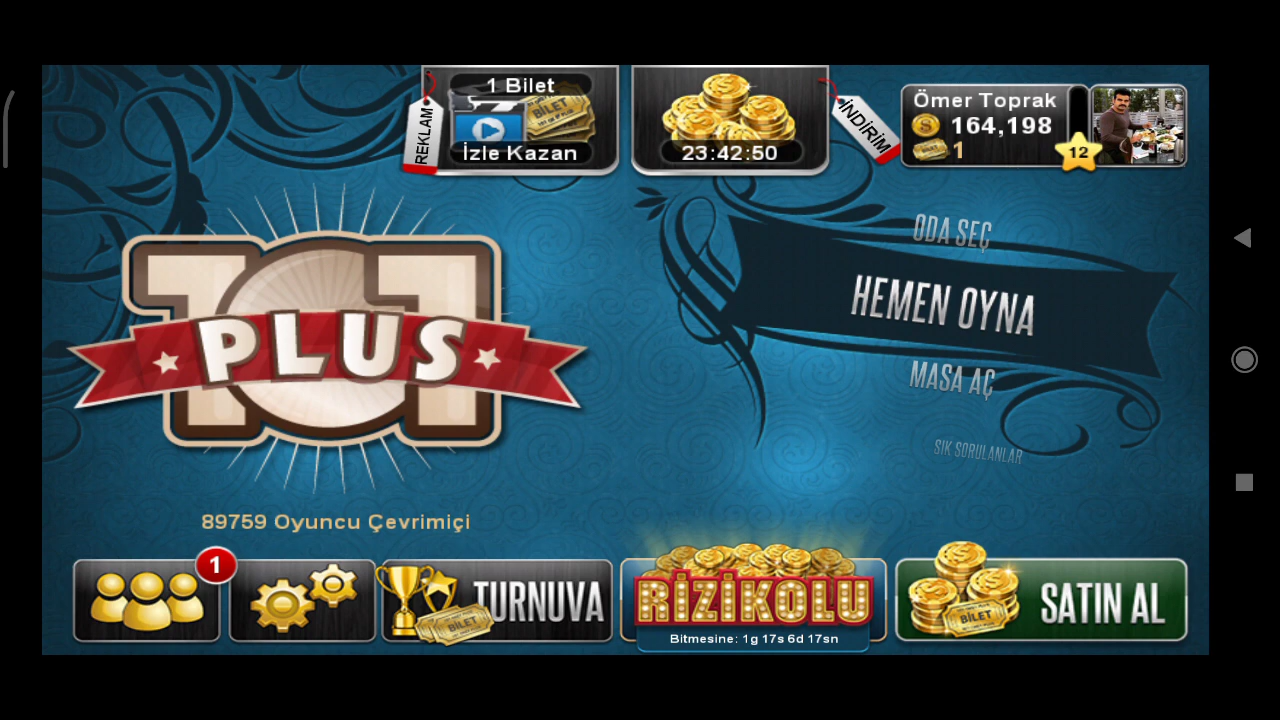 1 Bilet
BİLET
REKLAM
İzle Kazan
23:42:50
İNDİRİM
Ömer Toprak
164,198
1
12
101
PLUS
ODA SEÇ
HEMEN OYNA
MASA AÇ
SIK SORULANLAR
89759 Oyuncu Çevrimiçi
1
TURNUVA
BİLET
RİZİKOLU
Bitmesine: 1g 17s 6d 17sn
BİLET
SATIN AL